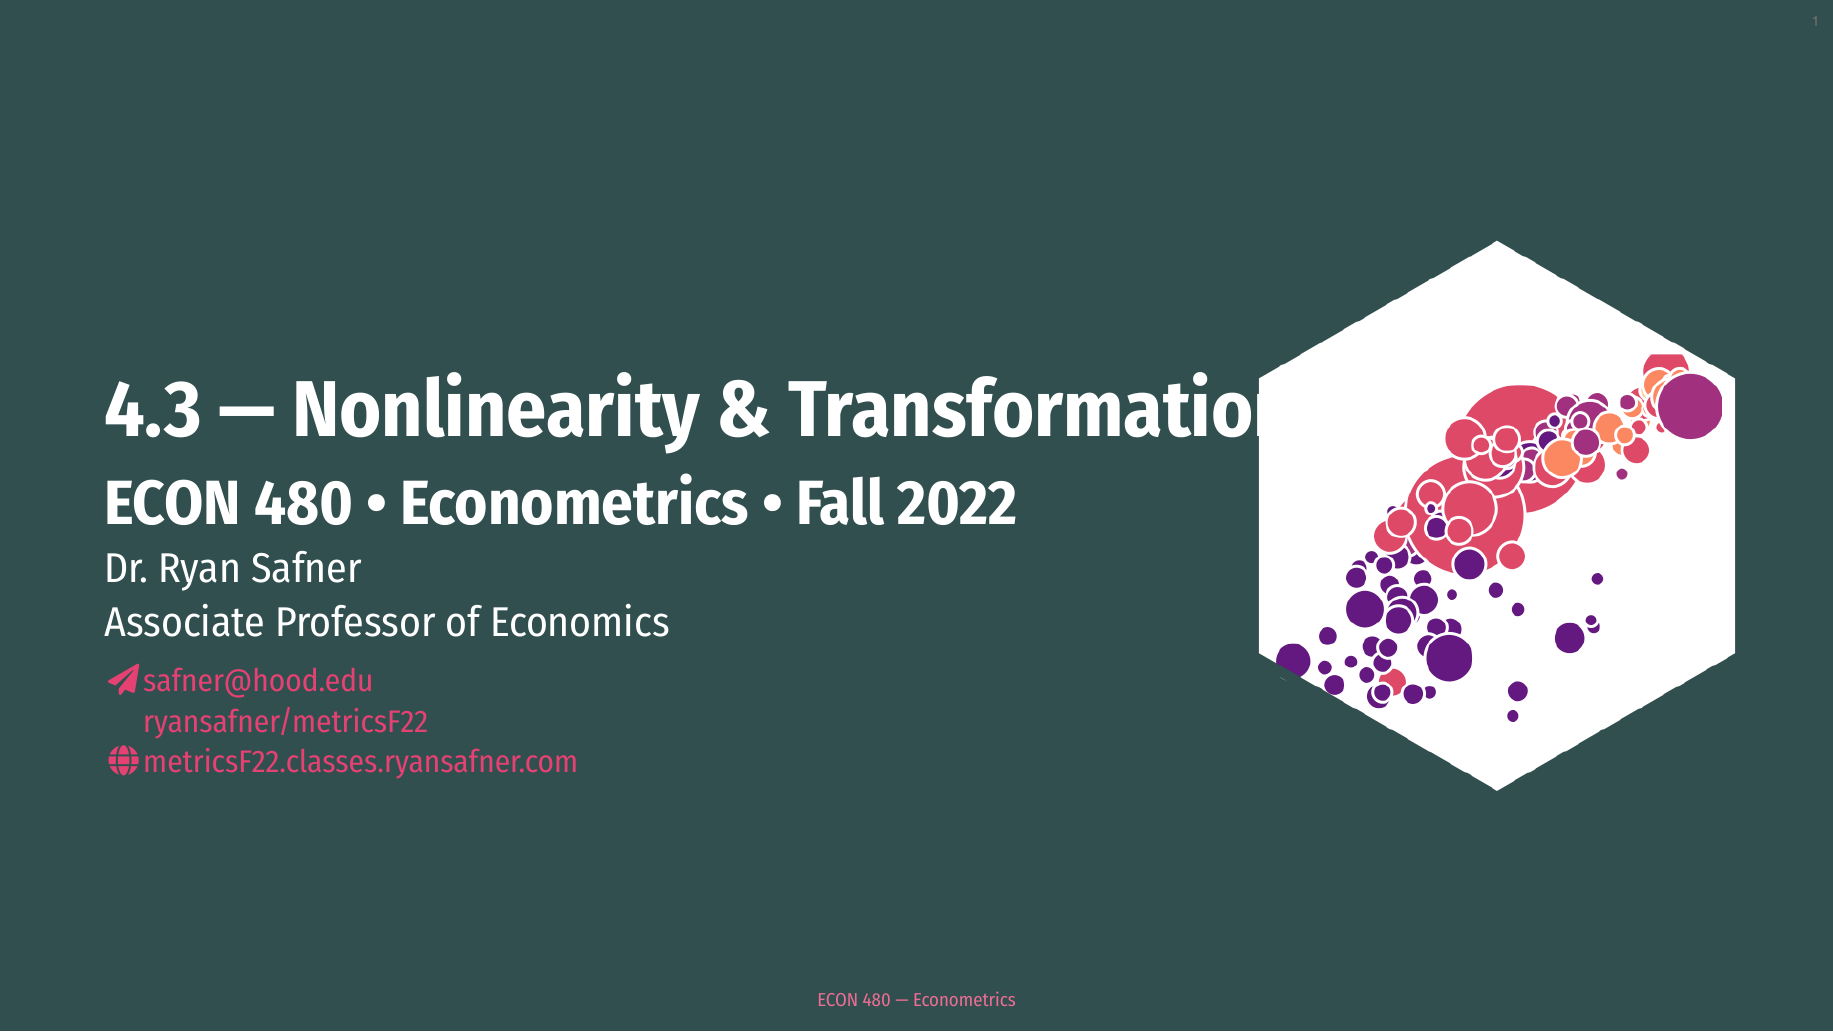 1
4.3 — Nonlinearity & Transformation
ECON 480 • Econometrics • Fall 2022
Dr. Ryan Safner
Associate Professor of Economics
safner@hood.edu
ryansafner/metricsF22
metricsF22.classes.ryansafner.com
ECON 480 — Econometrics